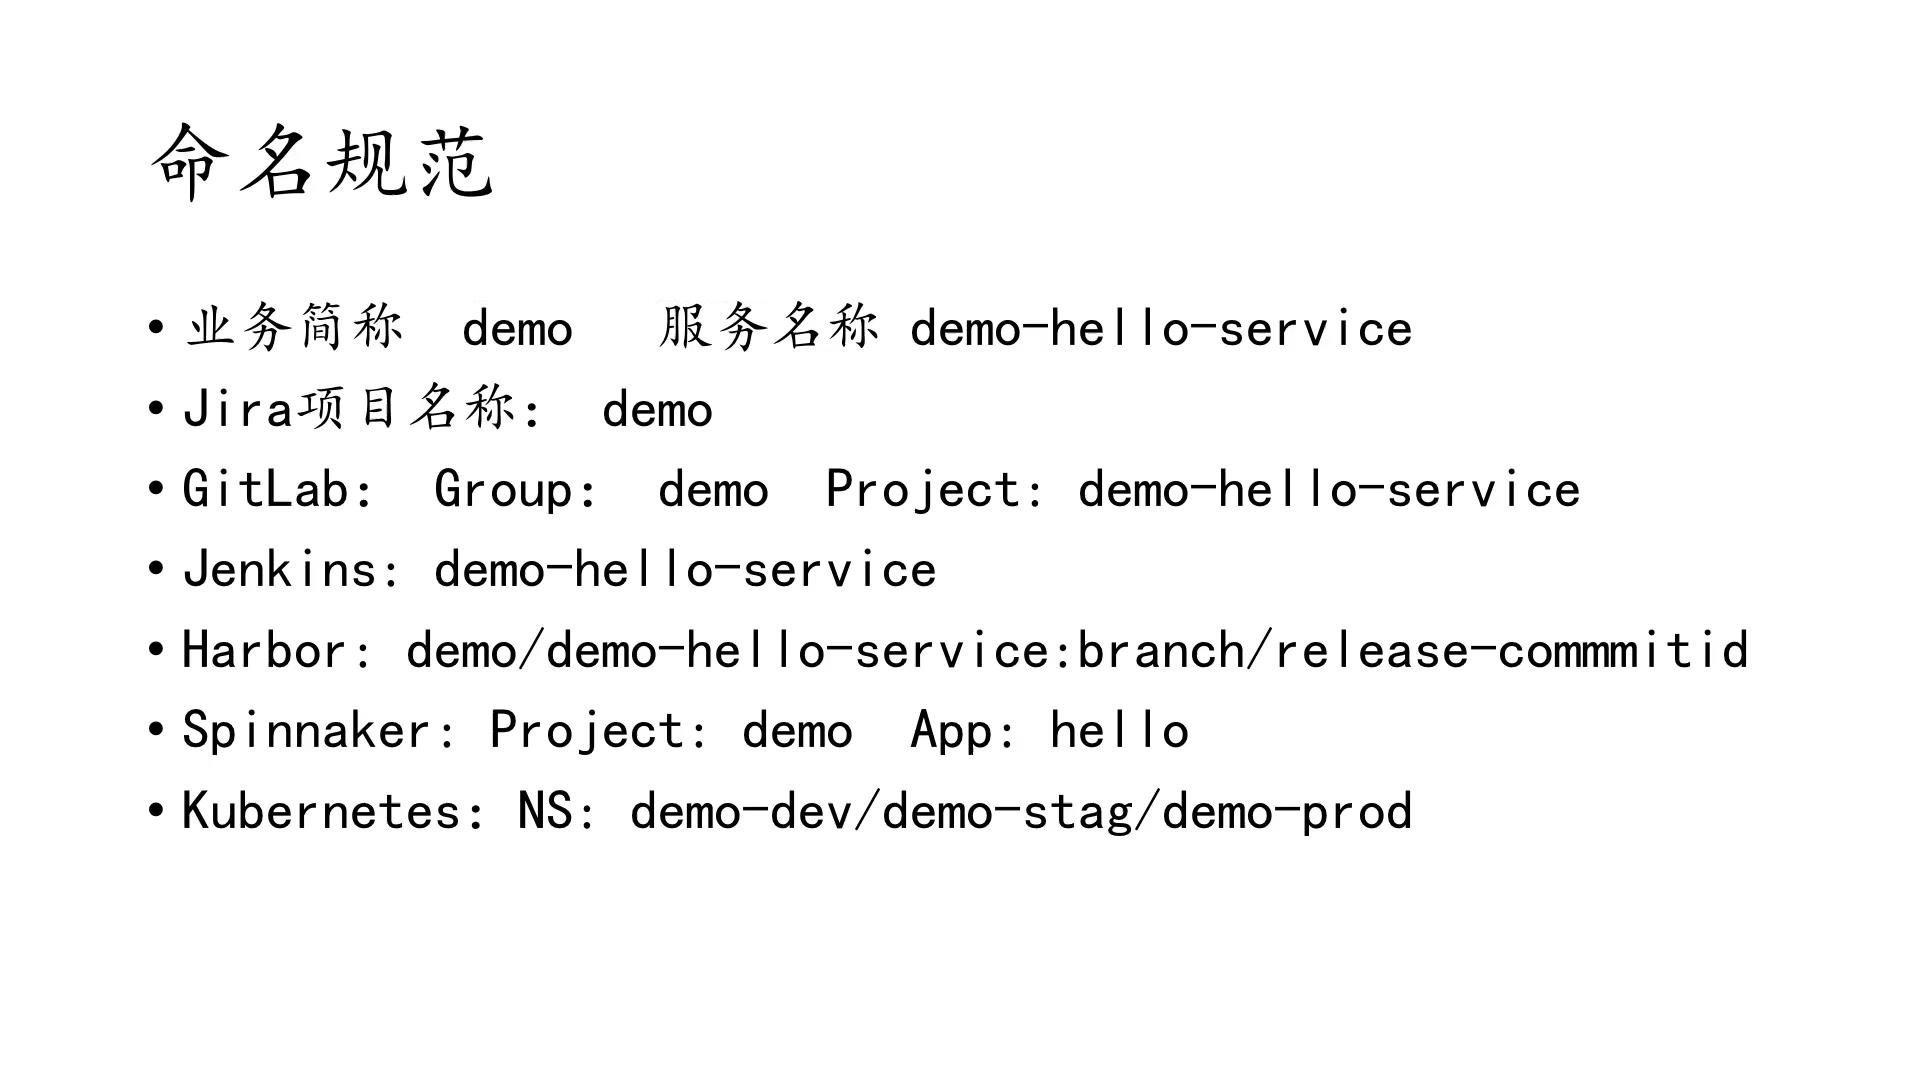 命名规范
• 业务简称 demo 服务名称 demo-hello-service
• Jira项目名称： demo
• GitLab： Group： demo Project: demo-hello-service
• Jenkins: demo-hello-service
• Harbor: demo/demo-hello-service:branch/release-commmitid
• Spinnaker: Project: demo App: hello
• Kubernetes：NS: demo-dev/demo-stag/demo-prod